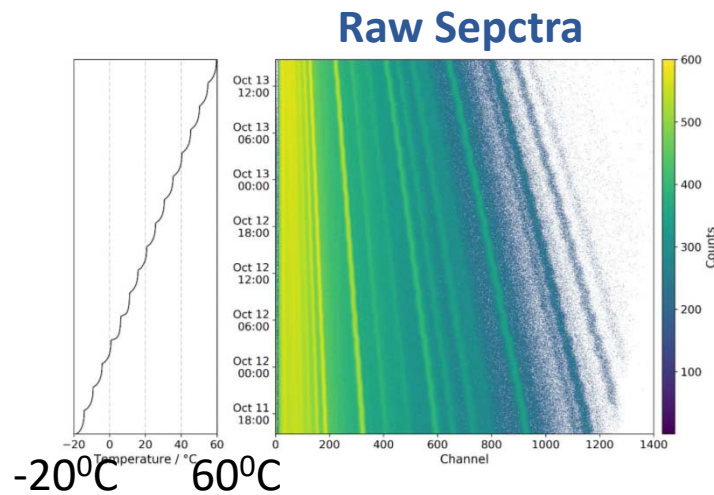 Raw Sepctra
Oct 13
12:00
Oct 13
06:00
Oct 13
00:00
Oct 12
18:00
Oct 12
12:00
Oct 12
06:00
Oct 12
00:00
Oct 11
18:00
-20 0 20 40 60
Temperature / °C
0 200 400 600 800 1000 1200 1400
Channel
600
500
400
300
200
100
Counts
-20⁰C 60⁰C